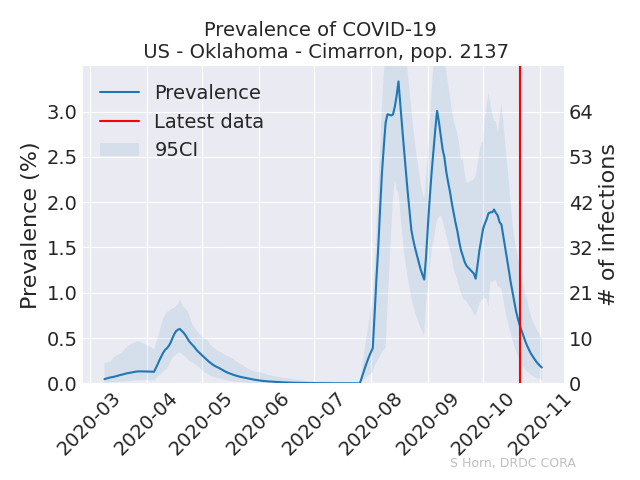 Prevalence of COVID-19
US - Oklahoma - Cimarron, pop. 2137
Prevalence
Latest data
95CI
Prevalence (%)
3.0
2.5
2.0
1.5
1.0
0.5
0.0
64
53
42
32
21
10
0
# of infections
2020-03
2020-04
2020-05
2020-06
2020-07
2020-08
2020-09
2020-10
2020-11
S Horn, DRDC CORA